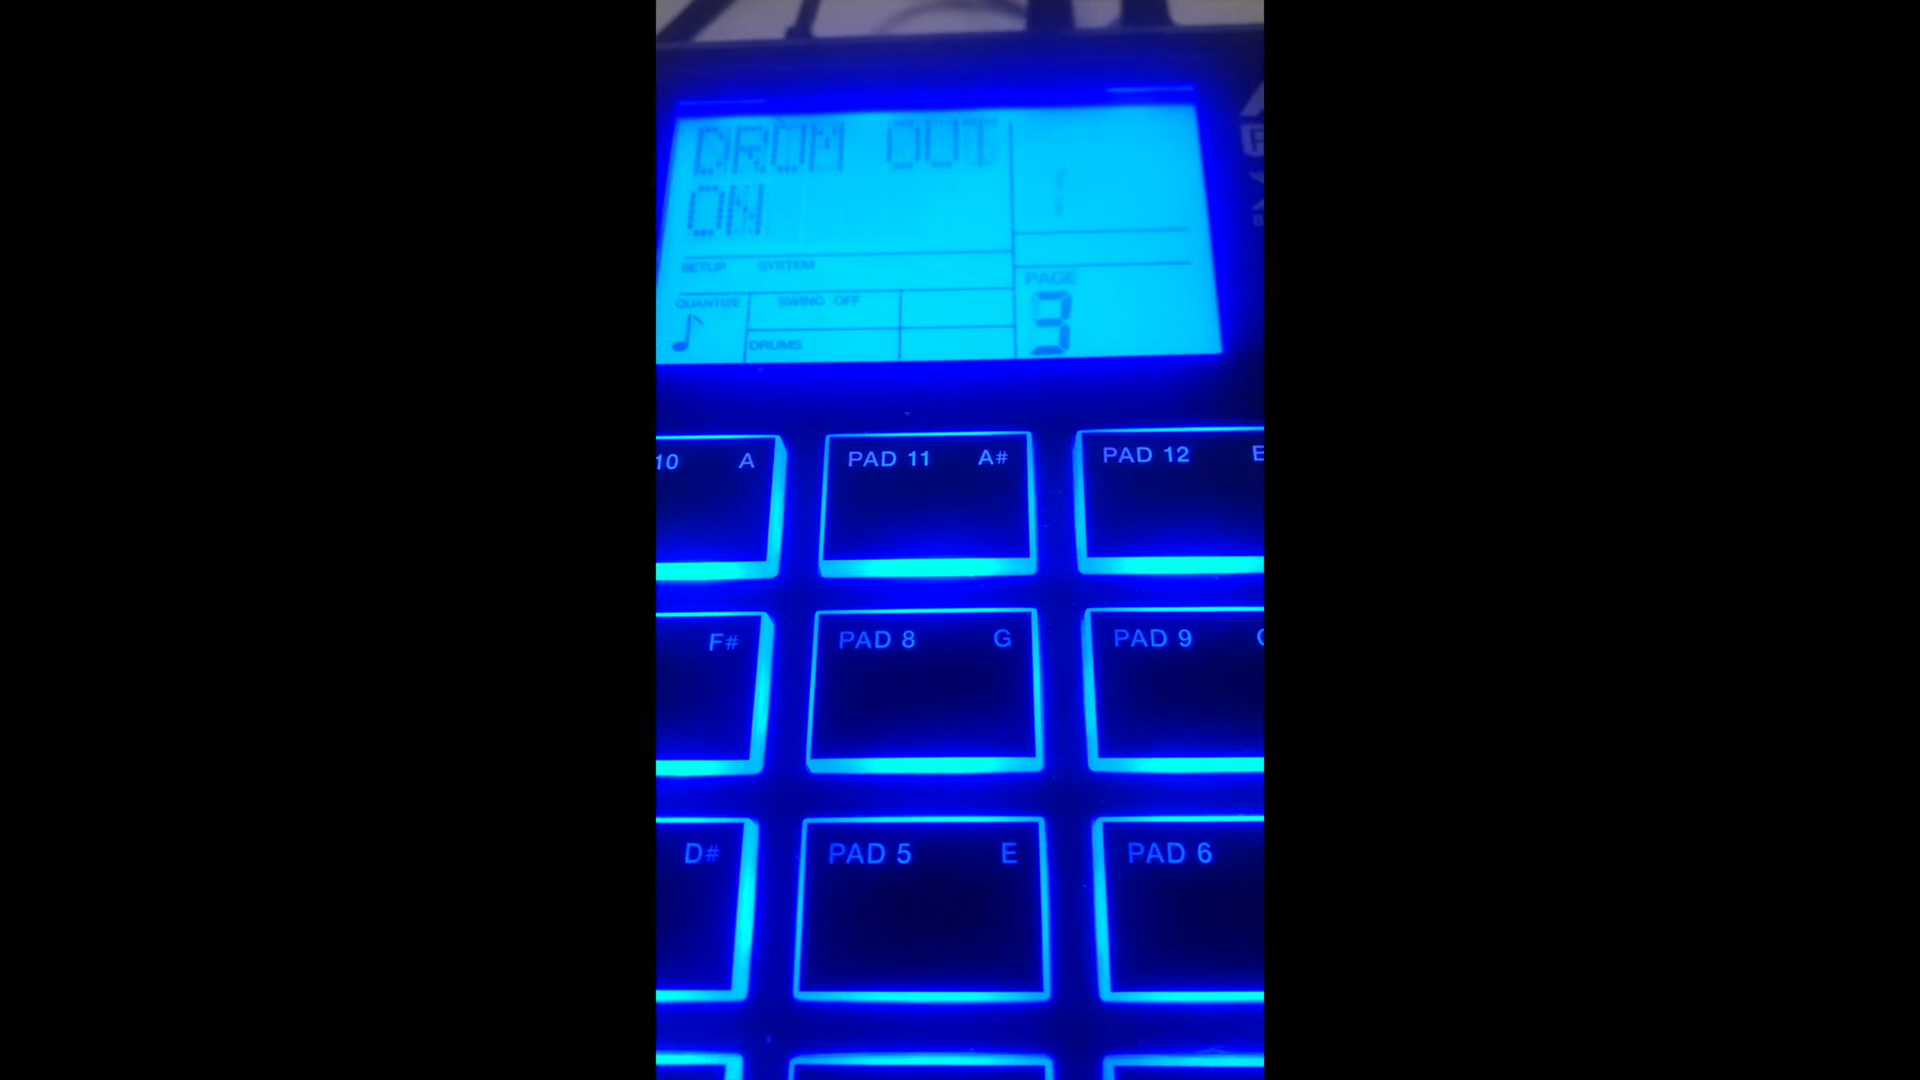 DRUM OUT
ON
SETUP SYSTEM
PAGE
3
QUANTIZE SWING OFF
DRUMS
10 A
PAD 11 A#
PAD 12
F#
PAD 8 G
PAD 9
D#
PAD 5 E
PAD 6